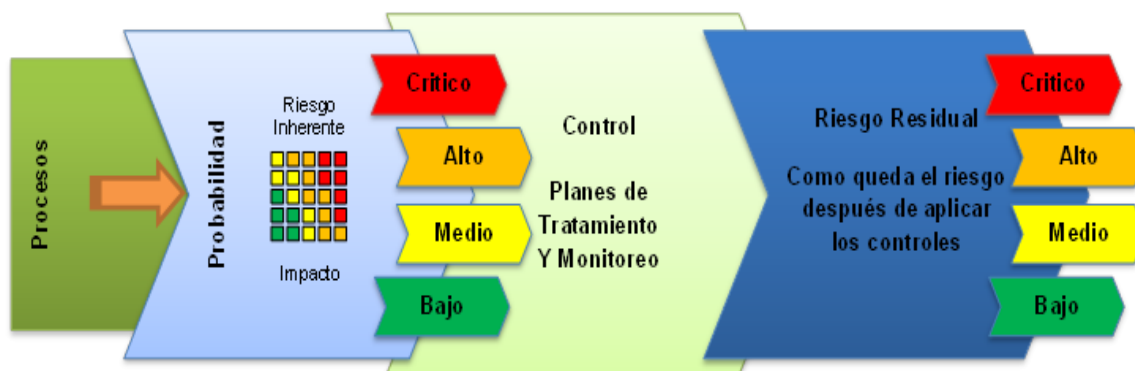 Procesos
Probabilidad
Riesgo
Inherente
Impacto
Critico
Alto
Medio
Bajo
Control
Planes de
Tratamiento
Y Monitoreo
Riesgo Residual
Como queda el riesgo
después de aplicar
los controles
Critico
Alto
Medio
Bajo